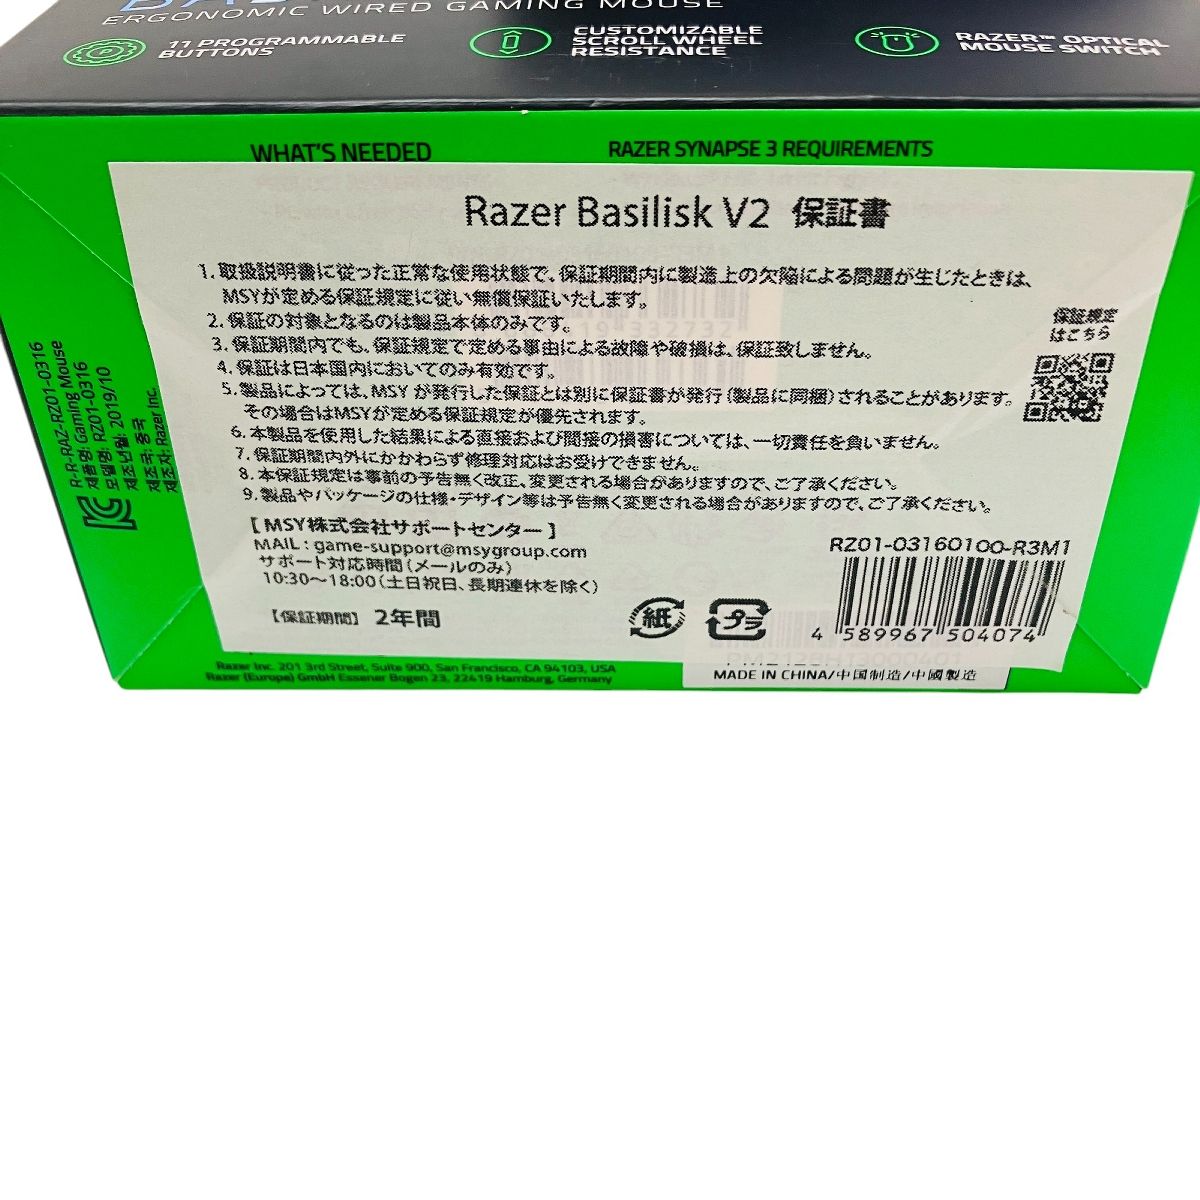 ERGONOMIC WIRED GAMING MOUSE
11 PROGRAMMABLE
BUTTONS
CUSTOMIZABLE
SCROLL WHEEL
RESISTANCE
RAZER™ OPTICAL
MOUSE SWITCH
WHAT'S NEEDED
RAZER SYNAPSE 3 REQUIREMENTS
Razer Basilisk V2 保証書
1. 取扱説明書に従った正常な使用状態で、保証期間内に製造上の欠陥による問題が生じたときは、
MSYが定める保証規定に従い無償保証いたします。
2. 保証の対象となるのは製品本体のみです。
3. 保証期間内でも、保証規定で定める事由による故障や破損は、保証致しません。
4. 保証は日本国内においてのみ有効です。
5. 製品によっては、MSY が発行した保証とは別に保証書が発行(製品に同梱)されることがあります。
その場合はMSYが定める保証規定が優先されます。
6. 本製品を使用した結果による直接および間接の損害については、一切責任を負いません。
7. 保証期間内外にかかわらず修理対応はお受けできません。
8. 本保証規定は事前の予告無く改正、変更される場合がありますので、ご了承ください。
9. 製品やパッケージの仕様・デザイン等は予告無く変更される場合がありますので、ご了承ください。
保証規定
はこちら
【 MSY株式会社サポートセンター 】
MAIL : game-support@msygroup.com
サポート対応時間(メールのみ)
10:30〜18:00(土日祝日、長期連休を除く)
【保証期間】 2年間
紙
プラ
RZ01-03160100-R3M1
4 589967 504074
Razer Inc. 201 3rd Street, Suite 900, San Francisco, CA 94103, USA
Razer (Europe) GmbH Essener Bogen 23, 22419 Hamburg, Germany
MADE IN CHINA/中国制造/中國製造
R-R-RAZ-RZ01-0316
제품명: Gaming Mouse
모델명: RZ01-0316
제조년월: 2019/10
제조국: 중국
제조자: Razer Inc.